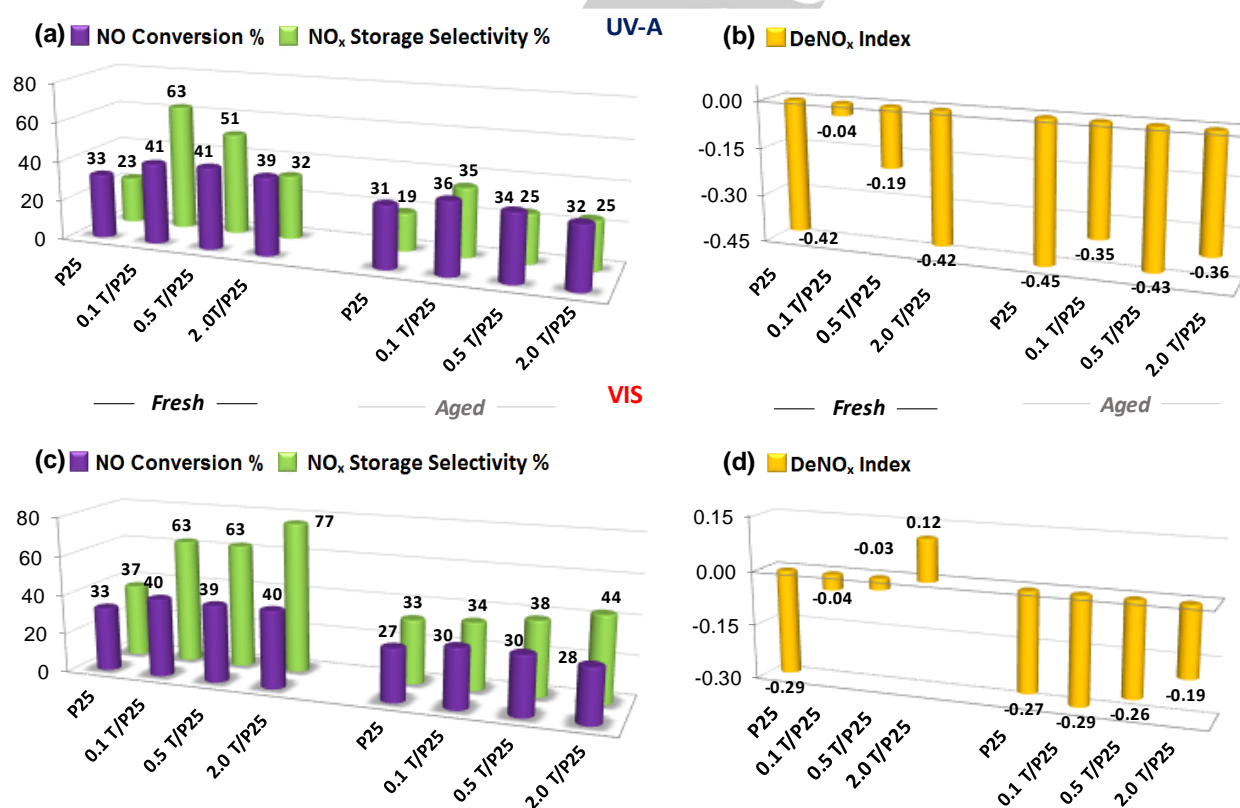 UV-A
(a) NO Conversion % NOₓ Storage Selectivity %
80
60
40
20
0
33 23 41 63 41 51 39 32
31 19 36 35 34 25 32 25
P25 0.1 T/P25 0.5 T/P25 2 .0T/P25
P25 0.1 T/P25 0.5 T/P25 2.0 T/P25
Fresh Aged
(b) DeNOₓ Index
0.00
-0.15
-0.30
-0.45
-0.42 -0.04 -0.19 -0.42
-0.45 -0.35 -0.43 -0.36
P25 0.1 T/P25 0.5 T/P25 2.0 T/P25
P25 0.1 T/P25 0.5 T/P25 2.0 T/P25
Fresh Aged
VIS
(c) NO Conversion % NOₓ Storage Selectivity %
80
60
40
20
0
33 37 40 63 39 63 40 77
27 33 30 34 30 38 28 44
P25 0.1 T/P25 0.5 T/P25 2.0 T/P25
P25 0.1 T/P25 0.5 T/P25 2.0 T/P25
(d) DeNOₓ Index
0.15
0.00
-0.15
-0.30
-0.29 -0.04 -0.03 0.12
-0.27 -0.29 -0.26 -0.19
P25 0.1 T/P25 0.5 T/P25 2.0 T/P25
P25 0.1 T/P25 0.5 T/P25 2.0 T/P25